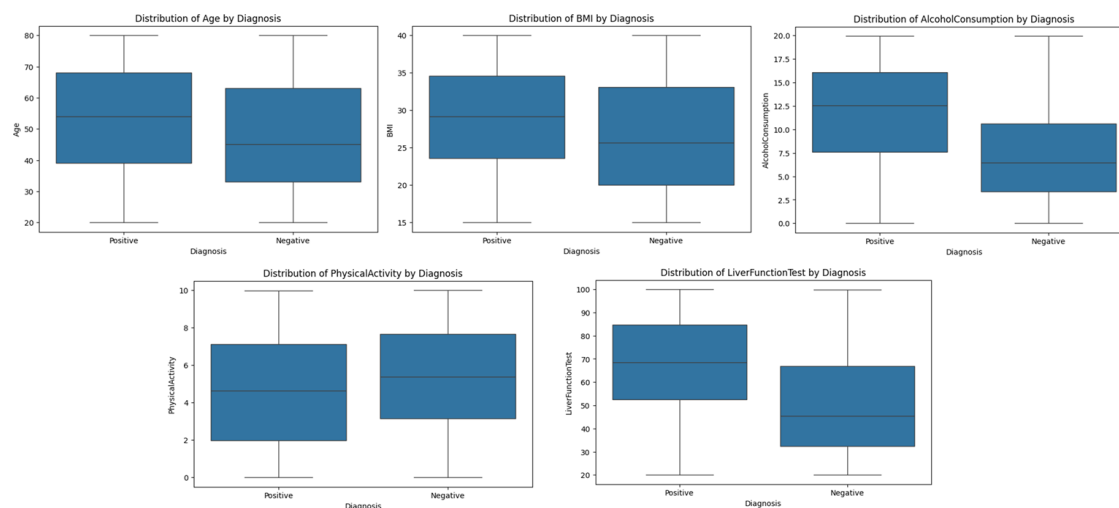 Distribution of Age by Diagnosis
80
70
60
50
40
30
20
Age
Positive
Negative
Diagnosis
Distribution of BMI by Diagnosis
40
35
30
25
20
15
BMI
Positive
Negative
Diagnosis
Distribution of AlcoholConsumption by Diagnosis
20.0
17.5
15.0
12.5
10.0
7.5
5.0
2.5
0.0
AlcoholConsumption
Positive
Negative
Diagnosis
Distribution of PhysicalActivity by Diagnosis
10
8
6
4
2
0
PhysicalActivity
Positive
Negative
Diagnosis
Distribution of LiverFunctionTest by Diagnosis
100
90
80
70
60
50
40
30
20
LiverFunctionTest
Positive
Negative
Diagnosis